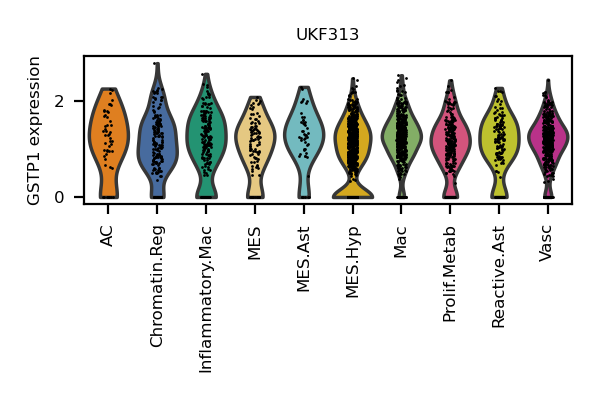 UKF313
GSTP1 expression
2
0
AC
Chromatin.Reg
Inflammatory.Mac
MES
MES.Ast
MES.Hyp
Mac
Prolif.Metab
Reactive.Ast
Vasc